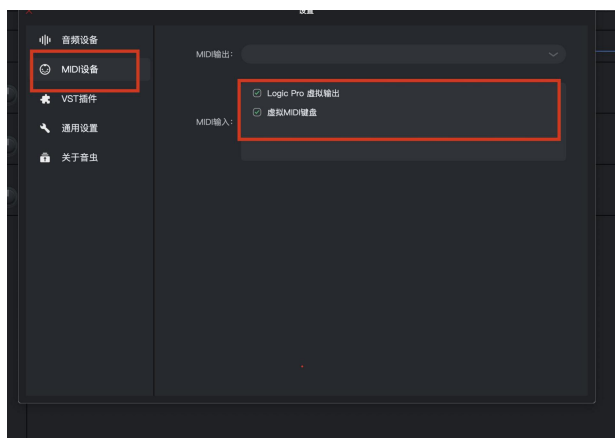 设置
音频设备
MIDI设备
VST插件
通用设置
关于音虫
MIDI输出:
MIDI输入:
Logic Pro 虚拟输出
虚拟MIDI键盘